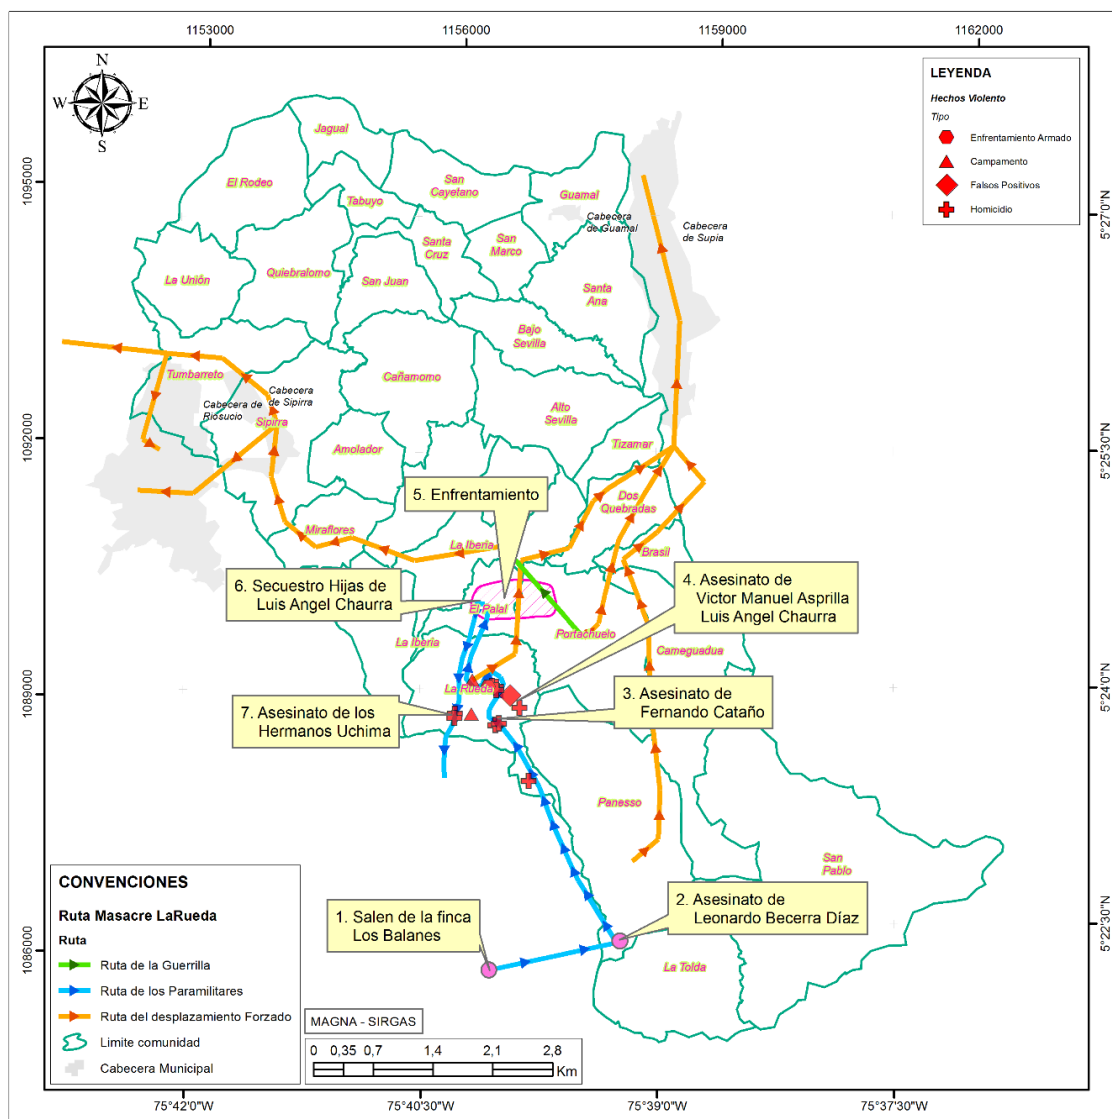 1153000
1156000
1159000
1162000
N
W
E
S
LEYENDA
Hechos Violento
Tipo
Enfrentamiento Armado
Campamento
Falsos Positivos
Homicidio
1095000
1092000
1089000
1086000
5°27'0"N
5°25'30"N
5°24'0"N
5°22'30"N
Jagual
El Rodeo
San
Cayetano
Tabuyo
Guamal
Cabecera
de Guamal
Cabecera
de Supia
Santa
Cruz
San
Marco
La Unión
Quiebralomo
San Juan
Santa
Ana
Bajo
Sevilla
Tumbarreto
Cañamomo
Cabecera
de Sipirra
Cabecera de
Riosucio
Sipirra
Alto
Sevilla
Amolador
Tizamar
5. Enfrentamiento
Dos
Quebradas
Miraflores
La Iberia
Brasil
6. Secuestro Hijas de
Luis Angel Chaurra
4. Asesinato de
Victor Manuel Asprilla
Luis Angel Chaurra
El Palal
Portachuelo
La Iberia
Cameguadua
La Rueda
3. Asesinato de
Fernando Cataño
7. Asesinato de los
Hermanos Uchima
Panesso
San
Pablo
1. Salen de la finca
Los Balanes
2. Asesinato de
Leonardo Becerra Díaz
La Tolda
CONVENCIONES
Ruta Masacre LaRueda
Ruta
Ruta de la Guerrilla
Ruta de los Paramilitares
Ruta del desplazamiento Forzado
Limite comunidad
Cabecera Municipal
MAGNA - SIRGAS
0 0,35 0,7 1,4 2,1 2,8
Km
75°42'0"W
75°40'30"W
75°39'0"W
75°37'30"W